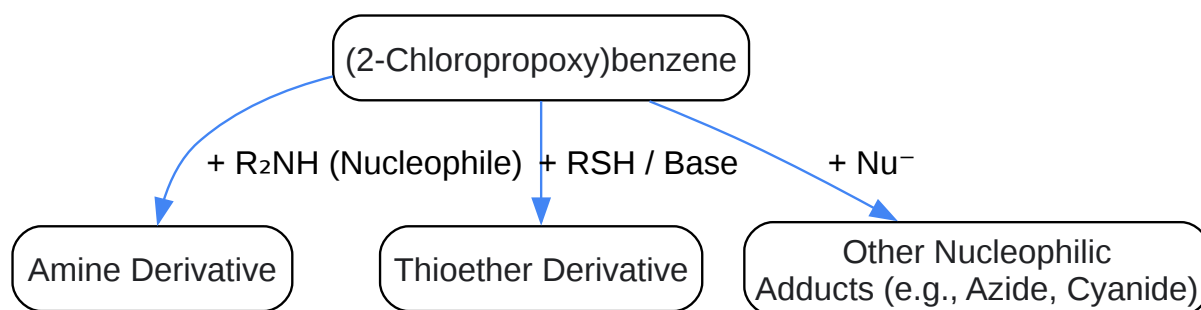 (2-Chloropropoxy)benzene
+ R₂NH (Nucleophile)
+ RSH / Base
+ Nu⁻
Amine Derivative
Thioether Derivative
Other Nucleophilic
Adducts (e.g., Azide, Cyanide)